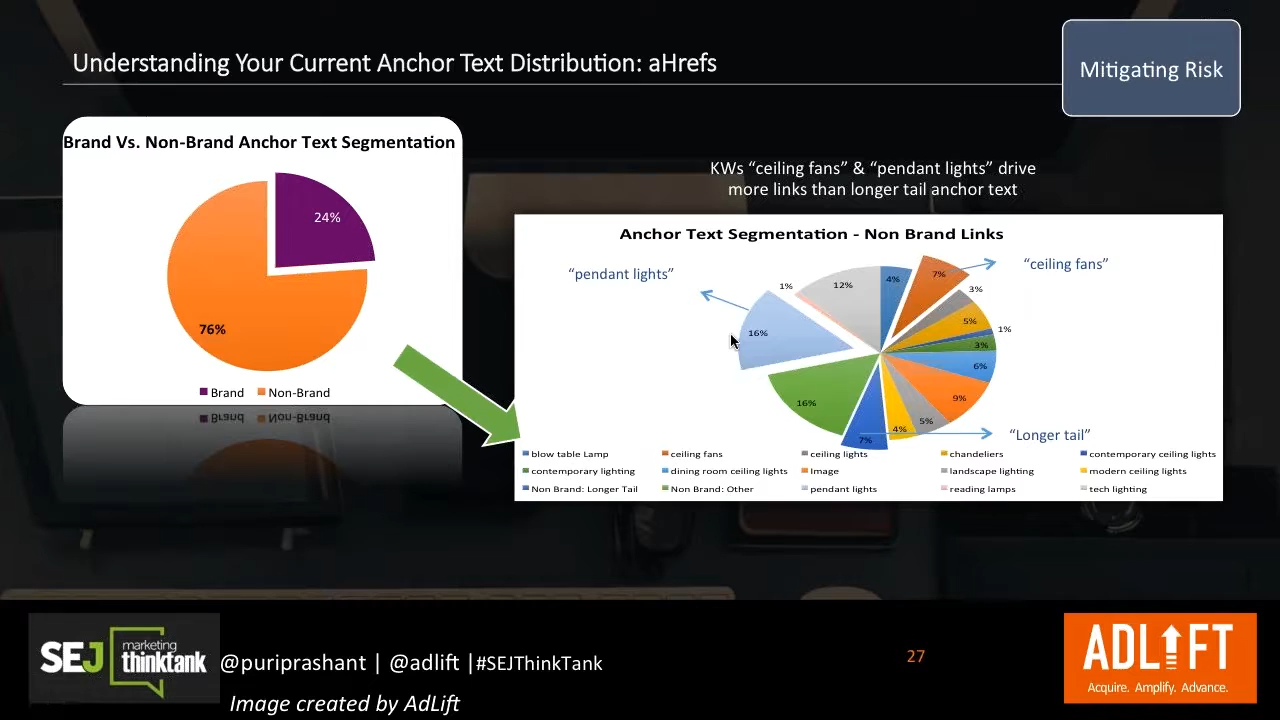 Understanding Your Current Anchor Text Distribution: aHrefs
Mitigating Risk
Brand Vs. Non-Brand Anchor Text Segmentation
24%
76%
Brand Non-Brand
Brand Non-Brand
KWs “ceiling fans” & “pendant lights” drive
more links than longer tail anchor text
Anchor Text Segmentation - Non Brand Links
“pendant lights”
“ceiling fans”
“Longer tail”
4%
7%
3%
5%
1%
3%
6%
9%
5%
4%
7%
16%
16%
1%
12%
blow table Lamp ceiling fans ceiling lights chandeliers contemporary ceiling lights
contemporary lighting dining room ceiling lights Image landscape lighting modern ceiling lights
Non Brand: Longer Tail Non Brand: Other pendant lights reading lamps tech lighting
SEJ marketing
thinktank
@puriprashant | @adlift |#SEJThinkTank
Image created by AdLift
27
ADLIFT
Acquire. Amplify. Advance.